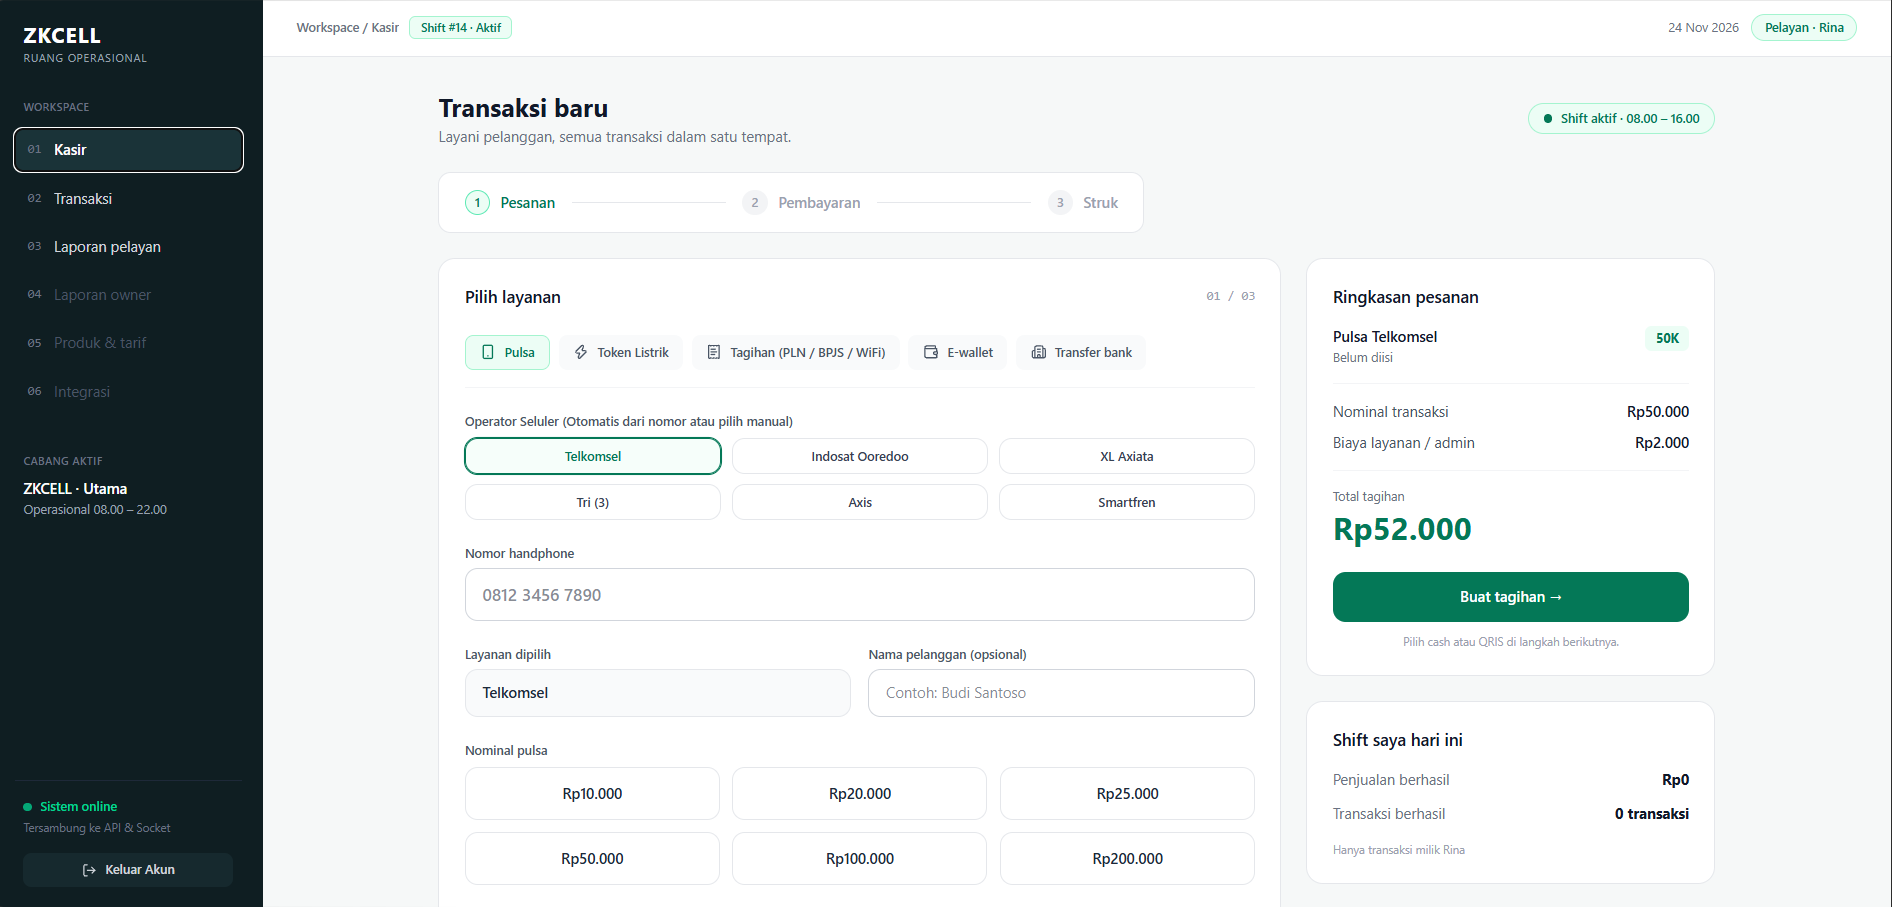 ZKCELL
RUANG OPERASIONAL
WORKSPACE
01 Kasir
02 Transaksi
03 Laporan pelayan
04 Laporan owner
05 Produk & tarif
06 Integrasi
CABANG AKTIF
ZKCELL · Utama
Operasional 08.00 – 22.00
Sistem online
Tersambung ke API & Socket
Keluar Akun
Workspace / Kasir
Shift #14 · Aktif
24 Nov 2026
Pelayan · Rina
Transaksi baru
Layani pelanggan, semua transaksi dalam satu tempat.
Shift aktif · 08.00 – 16.00
1 Pesanan
2 Pembayaran
3 Struk
Pilih layanan
01 / 03
Pulsa
Token Listrik
Tagihan (PLN / BPJS / WiFi)
E-wallet
Transfer bank
Operator Seluler (Otomatis dari nomor atau pilih manual)
Telkomsel
Indosat Ooredoo
XL Axiata
Tri (3)
Axis
Smartfren
Nomor handphone
0812 3456 7890
Layanan dipilih
Telkomsel
Nama pelanggan (opsional)
Contoh: Budi Santoso
Nominal pulsa
Rp10.000
Rp20.000
Rp25.000
Rp50.000
Rp100.000
Rp200.000
Ringkasan pesanan
Pulsa Telkomsel
50K
Belum diisi
Nominal transaksi Rp50.000
Biaya layanan / admin Rp2.000
Total tagihan
Rp52.000
Buat tagihan →
Pilih cash atau QRIS di langkah berikutnya.
Shift saya hari ini
Penjualan berhasil Rp0
Transaksi berhasil 0 transaksi
Hanya transaksi milik Rina